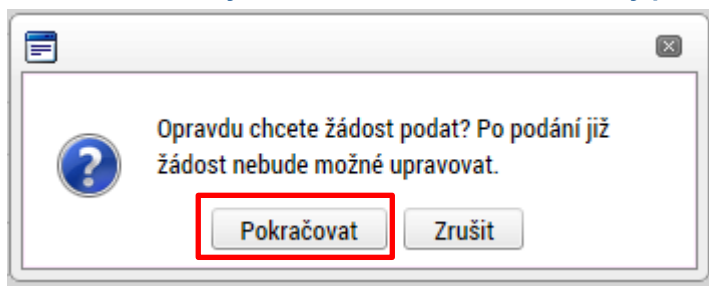 Opravdu chcete žádost podat? Po podání již
žádost nebude možné upravovat.
Pokračovat Zrušit